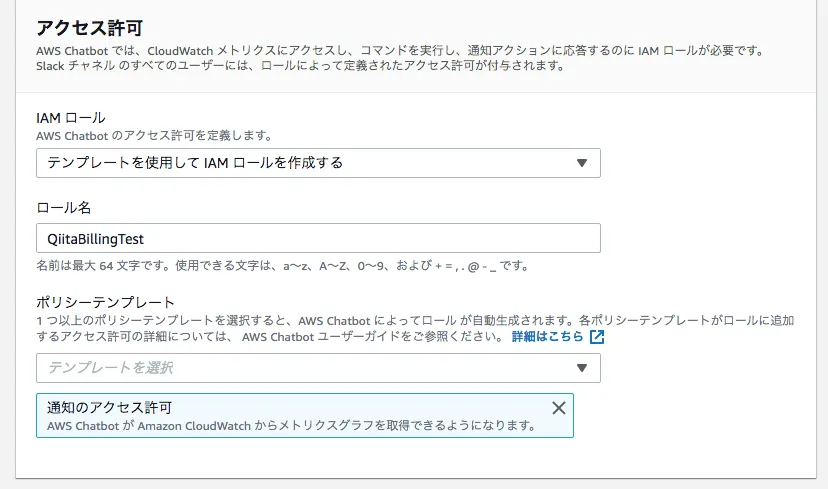 アクセス許可
AWS Chatbot では、CloudWatch メトリクスにアクセスし、コマンドを実行し、通知アクションに応答するのに IAM ロールが必要です。
Slack チャネル のすべてのユーザーには、ロールによって定義されたアクセス許可が付与されます。
IAM ロール
AWS Chatbot のアクセス許可を定義します。
テンプレートを使用して IAM ロールを作成する
ロール名
QiitaBillingTest
名前は最大 64 文字です。使用できる文字は、a〜z、A〜Z、0〜9、および + = , . @ - _ です。
ポリシーテンプレート
1 つ以上のポリシーテンプレートを選択すると、AWS Chatbot によってロール が自動生成されます。各ポリシーテンプレートがロールに追加
するアクセス許可の詳細については、 AWS Chatbot ユーザーガイドをご参照ください。 詳細はこちら
テンプレートを選択
通知のアクセス許可
AWS Chatbot が Amazon CloudWatch からメトリクスグラフを取得できるようになります。